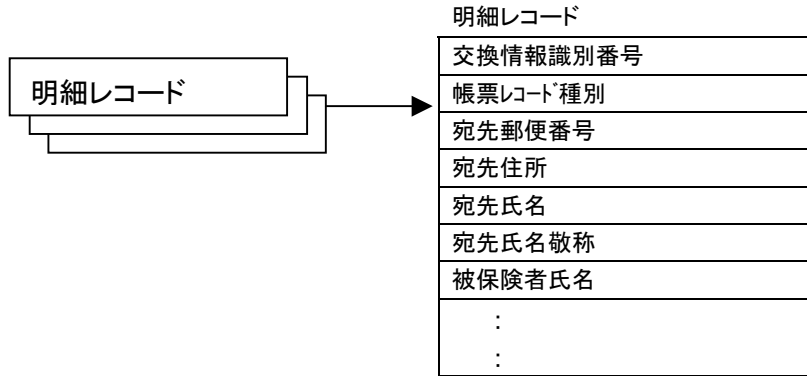 明細レコード
明細レコード
交換情報識別番号
帳票ﾚｺｰﾄﾞ種別
宛先郵便番号
宛先住所
宛先氏名
宛先氏名敬称
被保険者氏名
:
: